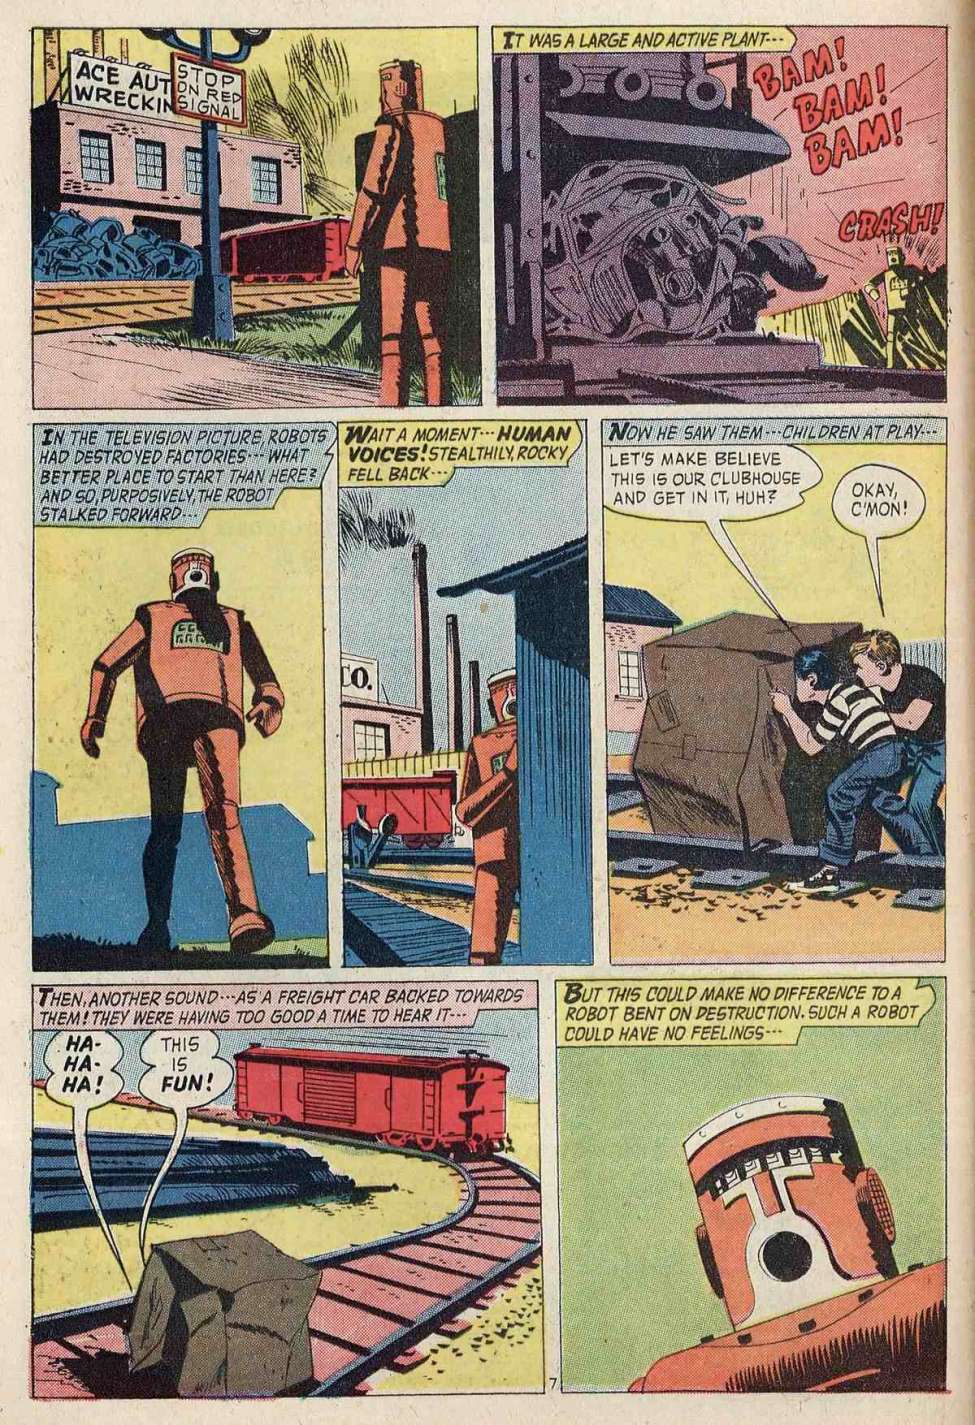 ACE AUT
WRECKIN
STOP
ON RED
SIGNAL
IT WAS A LARGE AND ACTIVE PLANT---
BAM!
BAM!
BAM!
CRASH!
IN THE TELEVISION PICTURE, ROBOTS
HAD DESTROYED FACTORIES--- WHAT
BETTER PLACE TO START THAN HERE?
AND SO, PURPOSIVELY, THE ROBOT
STALKED FORWARD---
WAIT A MOMENT--- HUMAN
VOICES! STEALTHILY, ROCKY
FELL BACK---
CO.
NOW HE SAW THEM---CHILDREN AT PLAY---
LET'S MAKE BELIEVE
THIS IS OUR CLUBHOUSE
AND GET IN IT, HUH?
OKAY,
C'MON!
THEN, ANOTHER SOUND---AS A FREIGHT CAR BACKED TOWARDS
THEM! THEY WERE HAVING TOO GOOD A TIME TO HEAR IT---
HA-
HA-
HA!
THIS
IS
FUN!
BUT THIS COULD MAKE NO DIFFERENCE TO A
ROBOT BENT ON DESTRUCTION. SUCH A ROBOT
COULD HAVE NO FEELINGS---
7